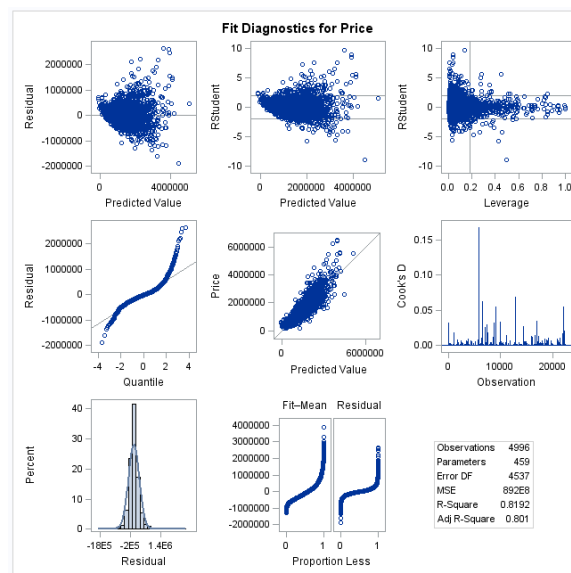 Fit Diagnostics for Price
2000000
1000000
0
-1000000
-2000000
Residual
0
4000000
Predicted Value
10
5
0
-5
-10
RStudent
0
2000000
4000000
Predicted Value
10
5
0
-5
-10
RStudent
0.0
0.2
0.4
0.6
0.8
1.0
Leverage
2000000
1000000
0
-1000000
-2000000
Residual
-4
-2
0
2
4
Quantile
6000000
4000000
2000000
0
Price
0
6000000
Predicted Value
0.15
0.10
0.05
0.00
Cook's D
0
10000
20000
Observation
40
30
20
10
0
Percent
-18E5
-2E5
1.4E6
Residual
Fit–Mean
Residual
4000000
3000000
2000000
1000000
0
-1000000
-2000000
0
1
0
1
Proportion Less
Observations 4996
Parameters 459
Error DF 4537
MSE 892E8
R-Square 0.8192
Adj R-Square 0.801